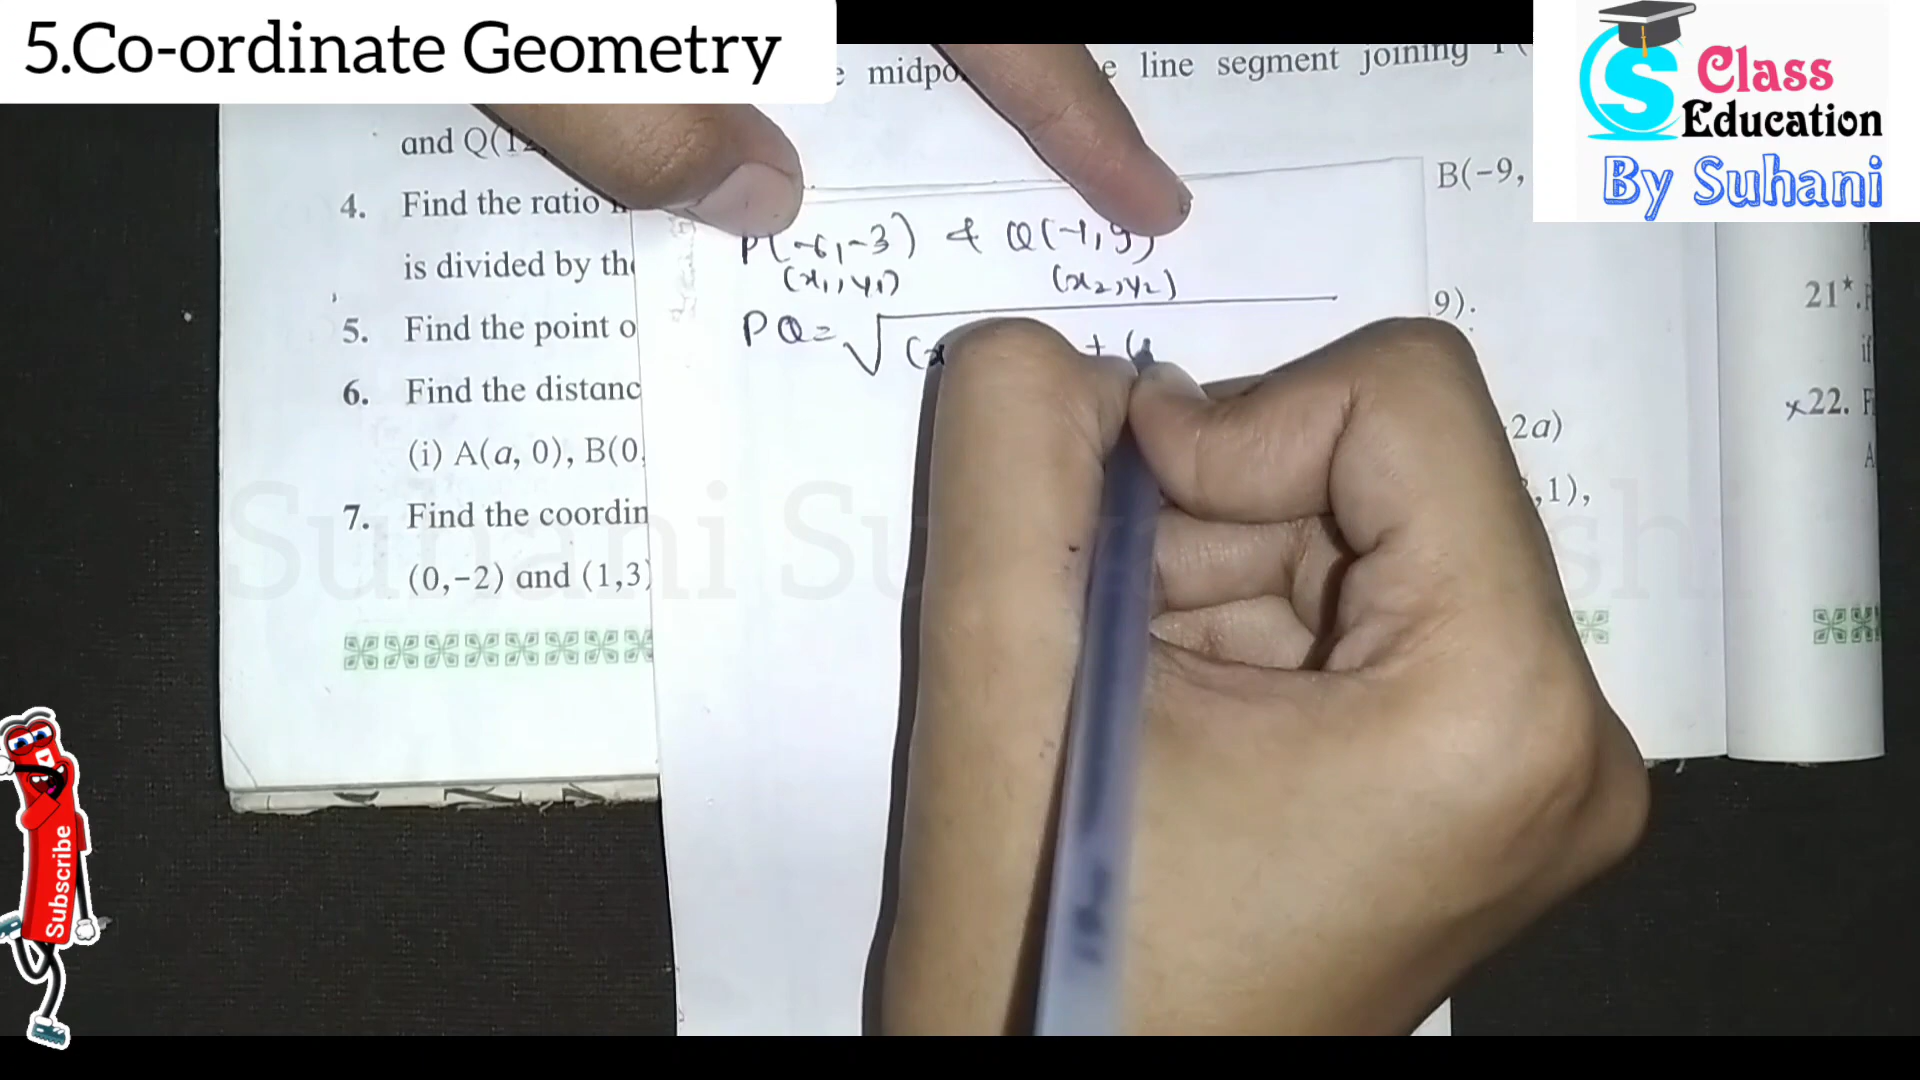 5.Co-ordinate Geometry
Class
Education
By Suhani
midpo
line segment joining
and Q(1
B(−9,
4. Find the ratio
is divided by th
5. Find the point o
9).
6. Find the distanc
(i) A(a, 0), B(0
2a)
7. Find the coordin
,1),
(0,−2) and (1,3)
P(-6,-3) & Q(-1,9)
(x₁,y₁) (x₂,y₂)
PQ=√(x + (
21*.
if
×22. F
A
Subscribe